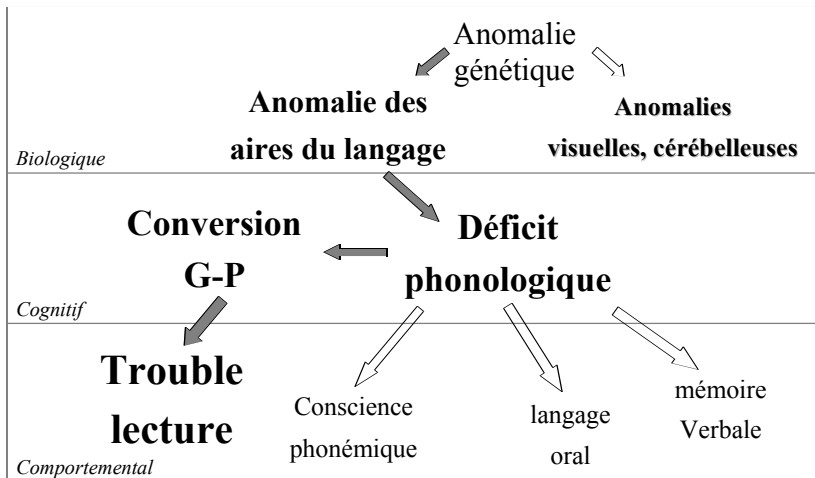 Anomalie
génétique
Anomalie des
aires du langage
Anomalies
visuelles, cérébelleuses
Biologique
Conversion
G-P
Déficit
phonologique
Cognitif
Trouble
lecture
Conscience
phonémique
langage
oral
mémoire
Verbale
Comportemental